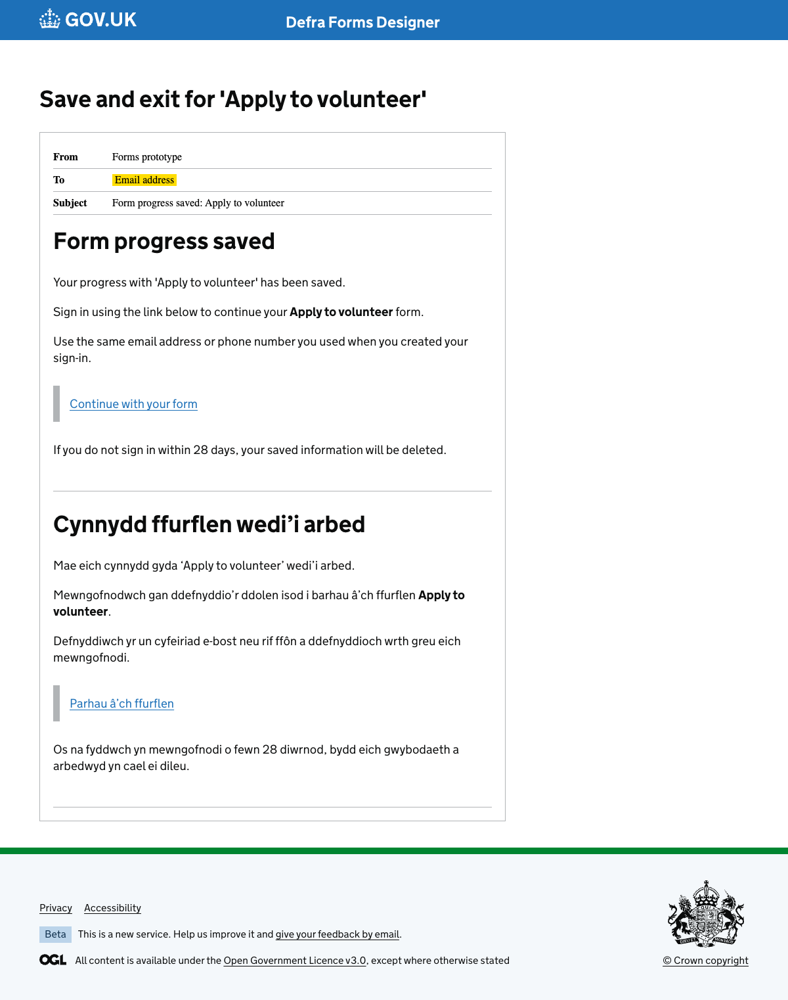 GOV.UK
Defra Forms Designer
Save and exit for 'Apply to volunteer'
From Forms prototype
To Email address
Subject Form progress saved: Apply to volunteer
Form progress saved
Your progress with 'Apply to volunteer' has been saved.
Sign in using the link below to continue your Apply to volunteer form.
Use the same email address or phone number you used when you created your
sign-in.
Continue with your form
If you do not sign in within 28 days, your saved information will be deleted.
Cynnydd ffurflen wedi’i arbed
Mae eich cynnydd gyda ‘Apply to volunteer’ wedi’i arbed.
Mewngofnodwch gan ddefnyddio’r ddolen isod i barhau â’ch ffurflen Apply to
volunteer.
Defnyddiwch yr un cyfeiriad e-bost neu rif ffôn a ddefnyddioch wrth greu eich
mewngofnodi.
Parhau â’ch ffurflen
Os na fyddwch yn mewngofnodi o fewn 28 diwrnod, bydd eich gwybodaeth a
arbedwyd yn cael ei dileu.
Privacy Accessibility
Beta This is a new service. Help us improve it and give your feedback by email.
OGL All content is available under the Open Government Licence v3.0, except where otherwise stated
© Crown copyright